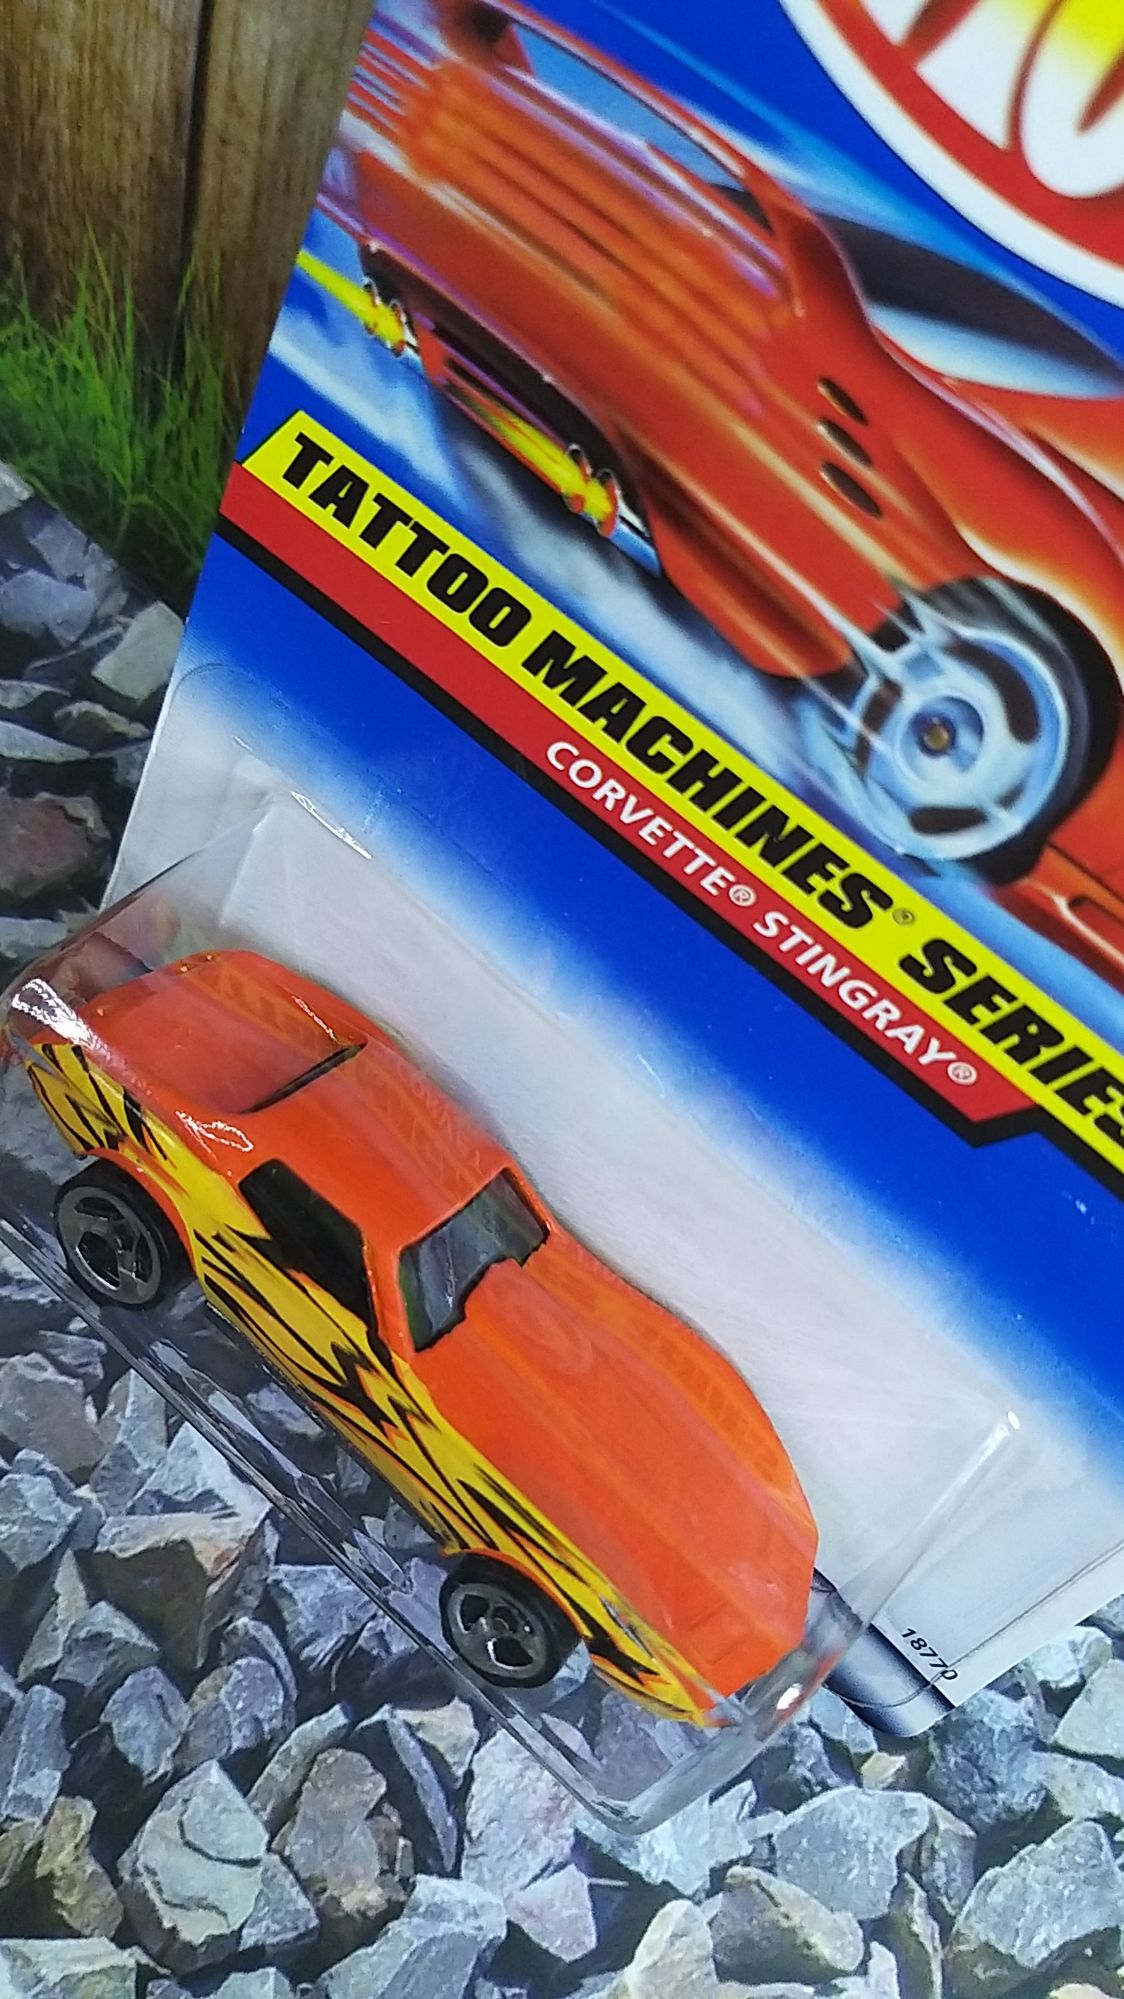 TATTOO MACHINES® SERIES
CORVETTE® STINGRAY®
18770